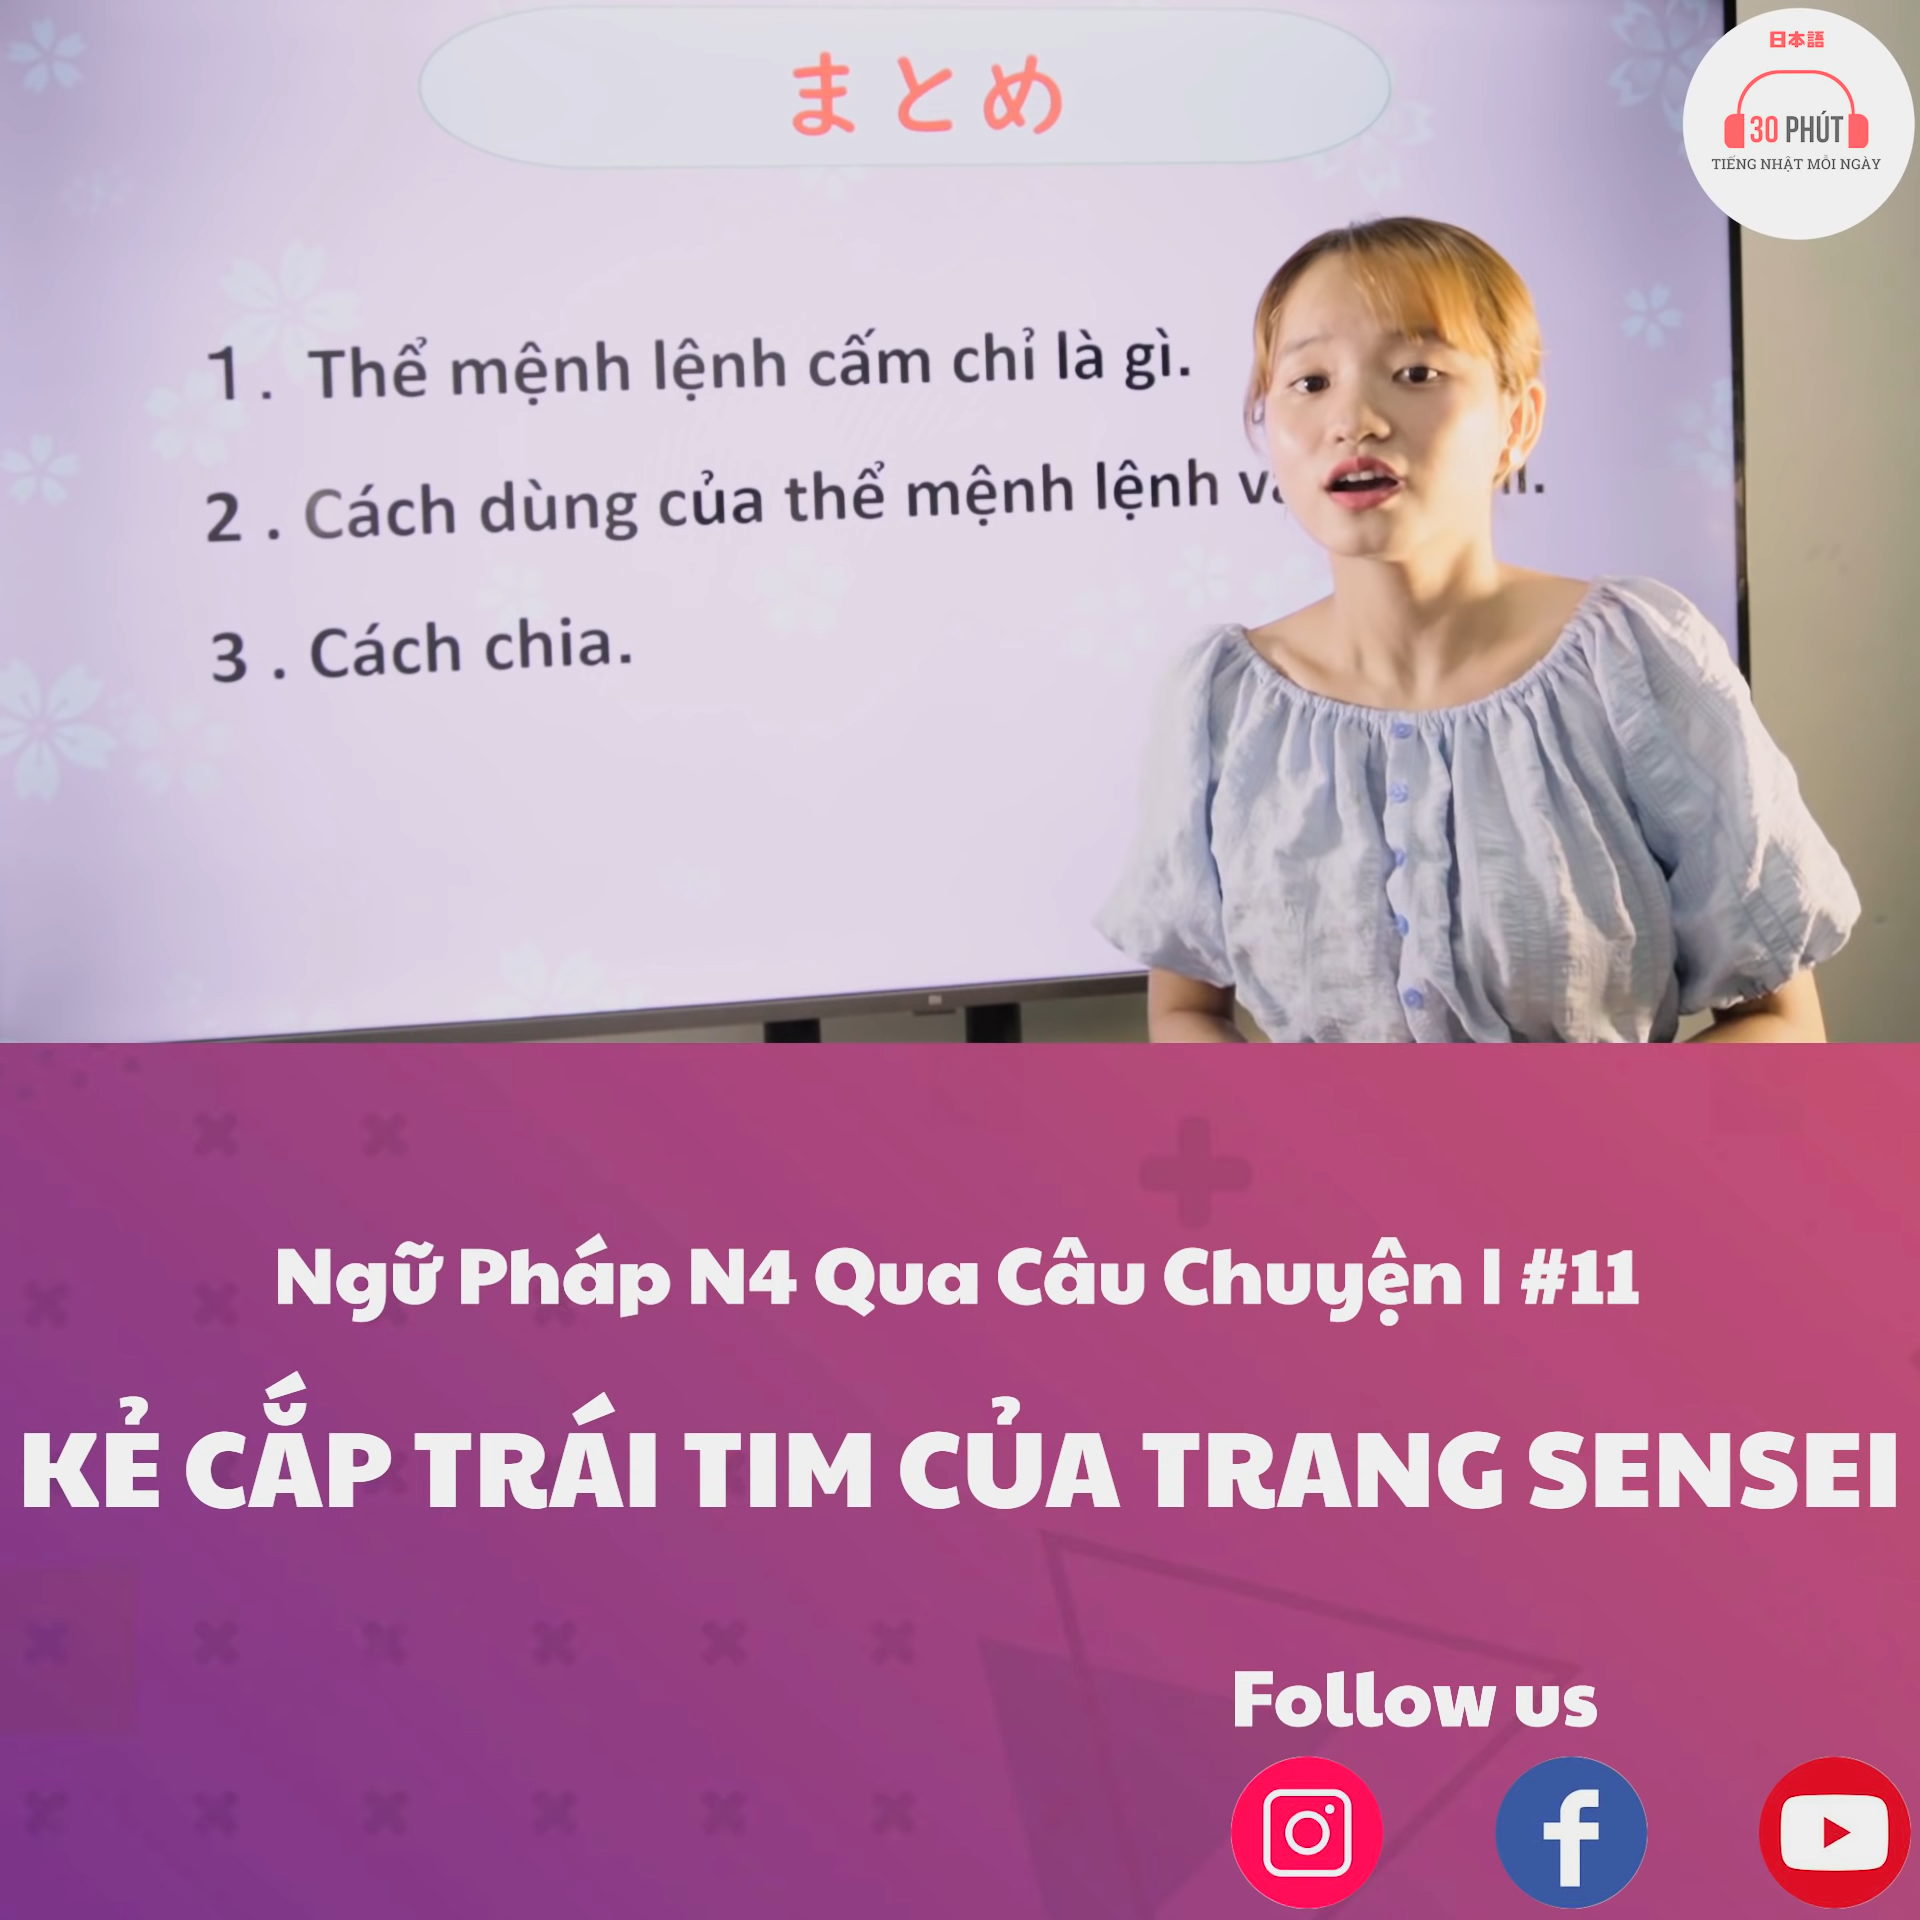 まとめ
日本語
30 PHÚT
TIẾNG NHẬT MỖI NGÀY
1. Thể mệnh lệnh cấm chỉ là gì.
2. Cách dùng của thể mệnh lệnh
3. Cách chia.
Ngữ Pháp N4 Qua Câu Chuyện I #11
KẺ CẮP TRÁI TIM CỦA TRANG SENSEI
Follow us